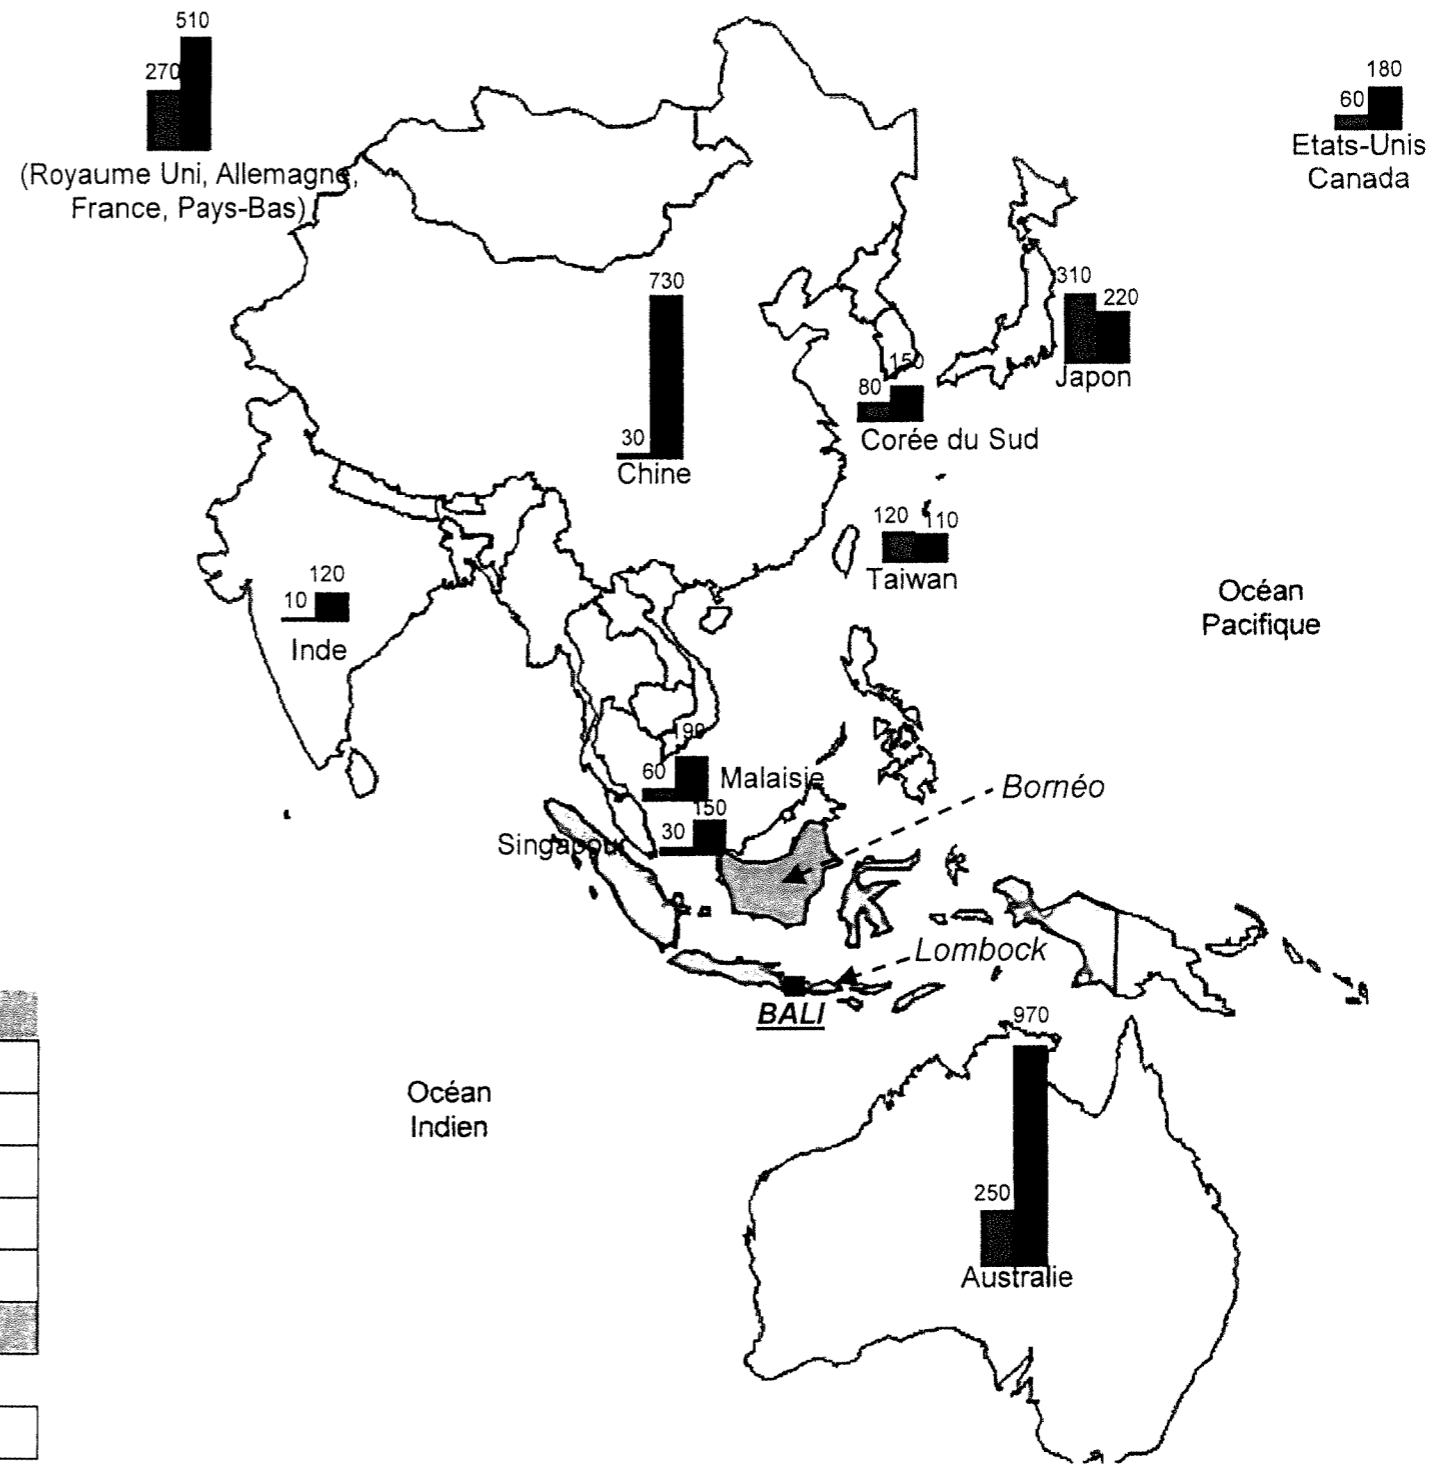 510
270
(Royaume Uni, Allemagne,
France, Pays-Bas)
180
60
Etats-Unis
Canada
730
30
Chine
310
220
Japon
150
80
Corée du Sud
120
110
Taiwan
120
10
Inde
Océan
Pacifique
190
60
Malaisie
150
30
Singapour
Bornéo
Lombock
BALI
970
250
Australie
Océan
Indien